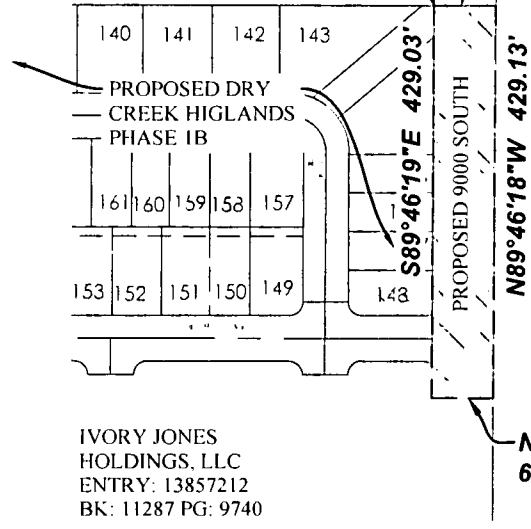 140 141 142 143
PROPOSED DRY
CREEK HIGLANDS
PHASE 1B
161 160 159 158 157
153 152 151 150 149
148
S89°46'19"E 429.03'
PROPOSED 9000 SOUTH
N89°46'18"W 429.13'
IVORY JONES
HOLDINGS, LLC
ENTRY: 13857212
BK: 11287 PG: 9740
N
6